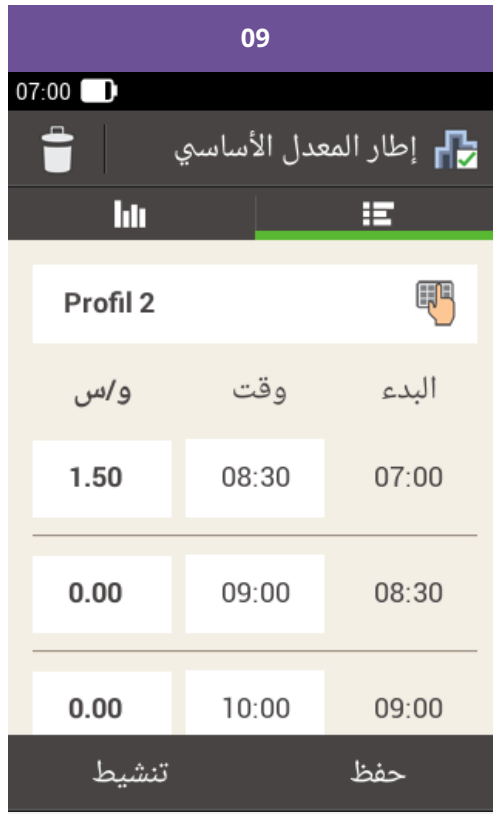 09
07:00
إطار المعدل الأساسي
Profil 2
البدء وقت و/س
07:00 08:30 1.50
08:30 09:00 0.00
09:00 10:00 0.00
حفظ تنشيط